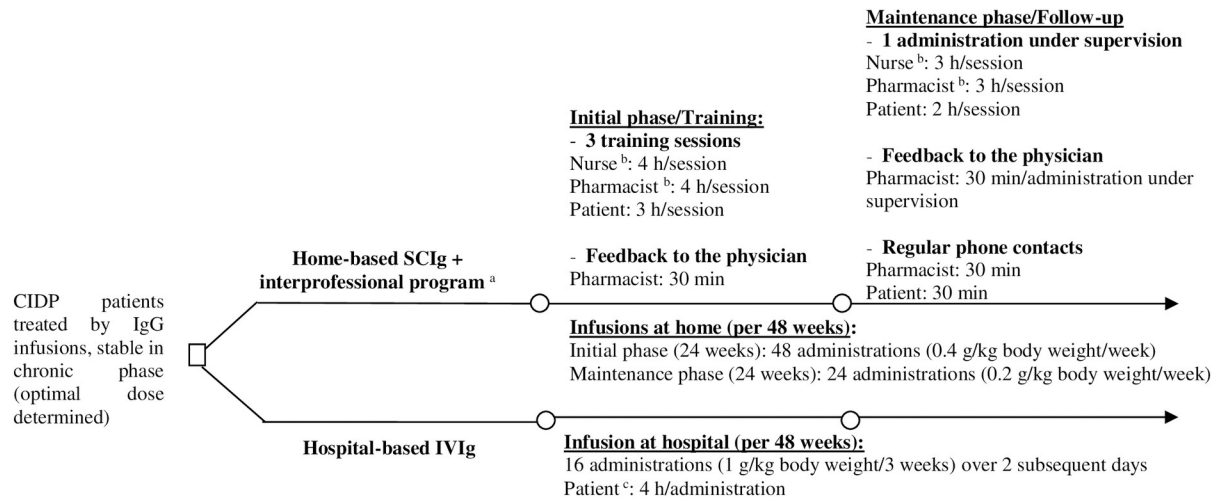 Maintenance phase/Follow-up
- 1 administration under supervision
Nurse b: 3 h/session
Pharmacist b: 3 h/session
Patient: 2 h/session
- Feedback to the physician
Pharmacist: 30 min/administration under
supervision
- Regular phone contacts
Pharmacist: 30 min
Patient: 30 min
Initial phase/Training:
- 3 training sessions
Nurse b: 4 h/session
Pharmacist b: 4 h/session
Patient: 3 h/session
- Feedback to the physician
Pharmacist: 30 min
Home-based SCIg +
interprofessional program a
CIDP patients
treated by IgG
infusions, stable in
chronic phase
(optimal dose
determined)
Infusions at home (per 48 weeks):
Initial phase (24 weeks): 48 administrations (0.4 g/kg body weight/week)
Maintenance phase (24 weeks): 24 administrations (0.2 g/kg body weight/week)
Hospital-based IVIg
Infusion at hospital (per 48 weeks):
16 administrations (1 g/kg body weight/3 weeks) over 2 subsequent days
Patient c: 4 h/administration